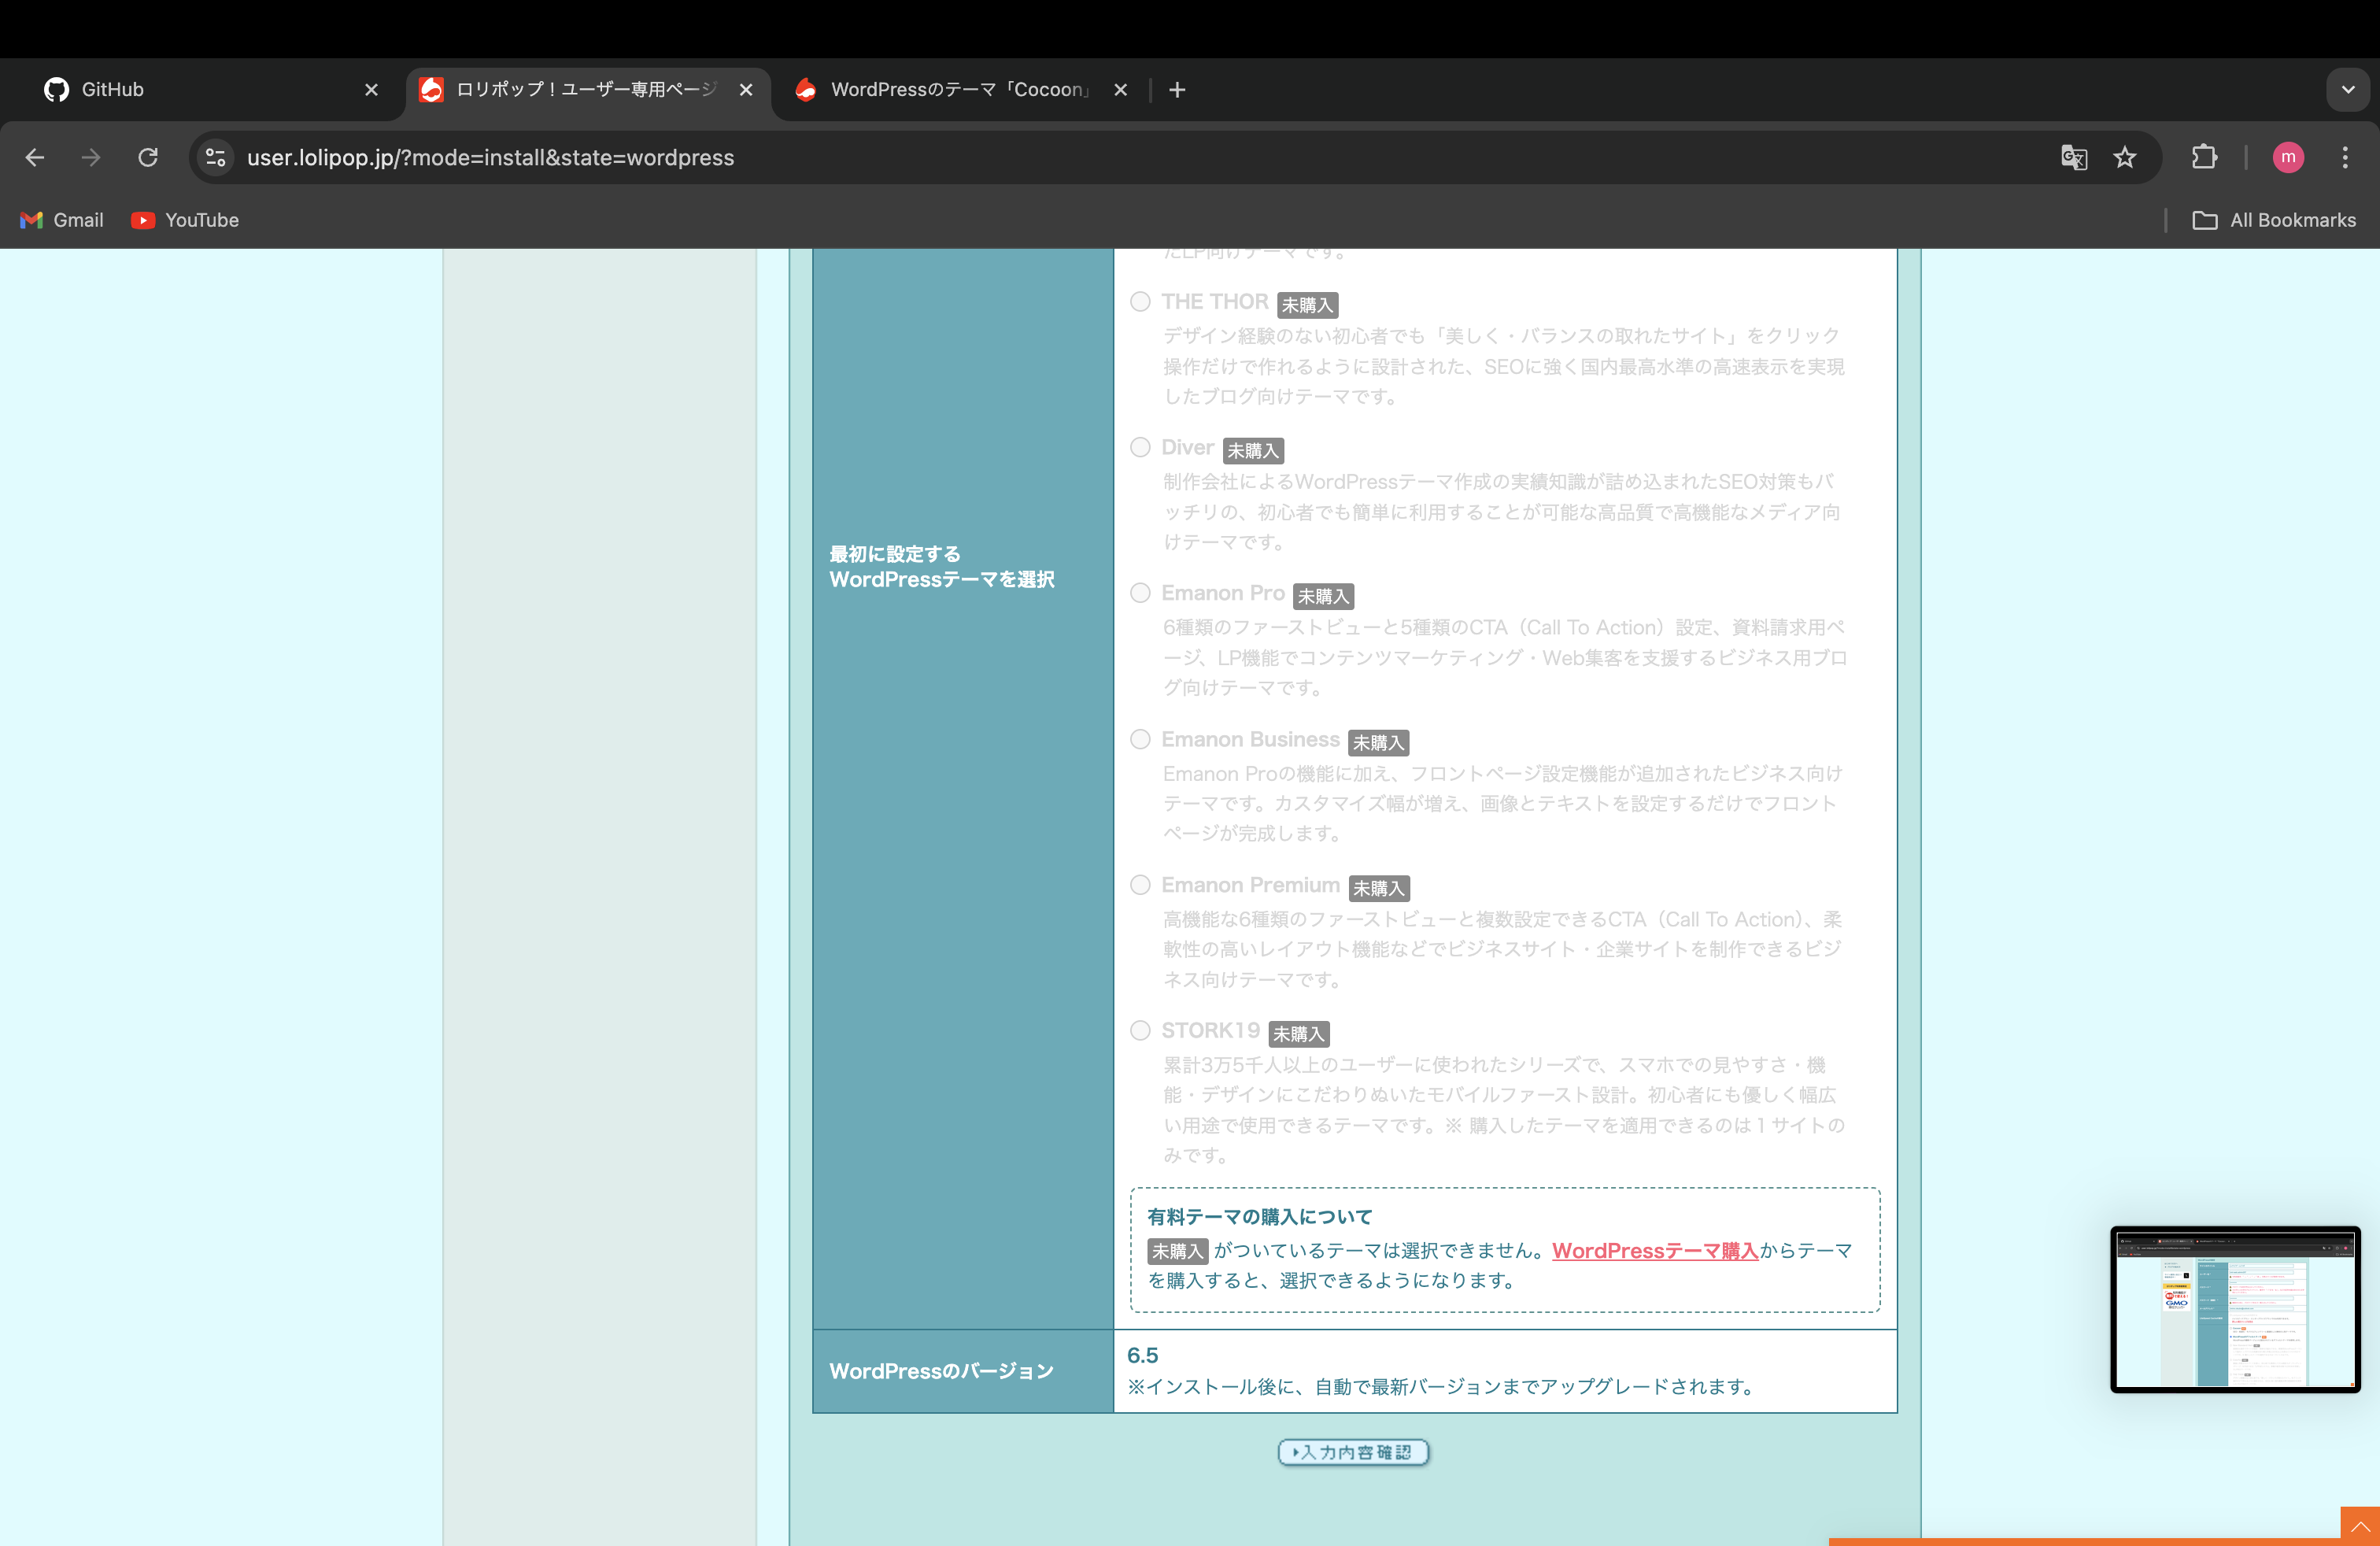 GitHub
ロリポップ！ユーザー専用ページ
WordPressのテーマ「Cocoon」
user.lolipop.jp/?mode=install&state=wordpress
m
Gmail
YouTube
All Bookmarks
たLP向けテーマです。
THE THOR 未購入
デザイン経験のない初心者でも「美しく・バランスの取れたサイト」をクリック
操作だけで作れるように設計された、SEOに強く国内最高水準の高速表示を実現
したブログ向けテーマです。
Diver 未購入
制作会社によるWordPressテーマ作成の実績知識が詰め込まれたSEO対策もバ
ッチリの、初心者でも簡単に利用することが可能な高品質で高機能なメディア向
けテーマです。
最初に設定する
WordPressテーマを選択
Emanon Pro 未購入
6種類のファーストビューと5種類のCTA（Call To Action）設定、資料請求用ペ
ージ、LP機能でコンテンツマーケティング・Web集客を支援するビジネス用ブロ
グ向けテーマです。
Emanon Business 未購入
Emanon Proの機能に加え、フロントページ設定機能が追加されたビジネス向け
テーマです。カスタマイズ幅が増え、画像とテキストを設定するだけでフロント
ページが完成します。
Emanon Premium 未購入
高機能な6種類のファーストビューと複数設定できるCTA（Call To Action）、柔
軟性の高いレイアウト機能などでビジネスサイト・企業サイトを制作できるビジ
ネス向けテーマです。
STORK19 未購入
累計3万5千人以上のユーザーに使われたシリーズで、スマホでの見やすさ・機
能・デザインにこだわりぬいたモバイルファースト設計。初心者にも優しく幅広
い用途で使用できるテーマです。※ 購入したテーマを適用できるのは１サイトの
みです。
有料テーマの購入について
未購入 がついているテーマは選択できません。WordPressテーマ購入からテーマ
を購入すると、選択できるようになります。
WordPressのバージョン
6.5
※インストール後に、自動で最新バージョンまでアップグレードされます。
入力内容確認
GMO